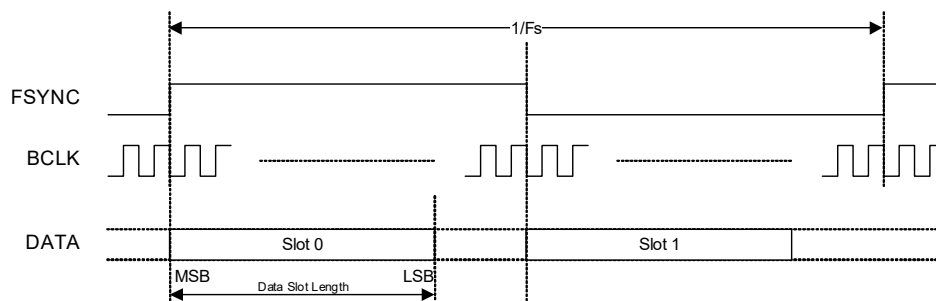 1/Fs
FSYNC
BCLK
DATA
Slot 0
Slot 1
MSB
LSB
Data Slot Length